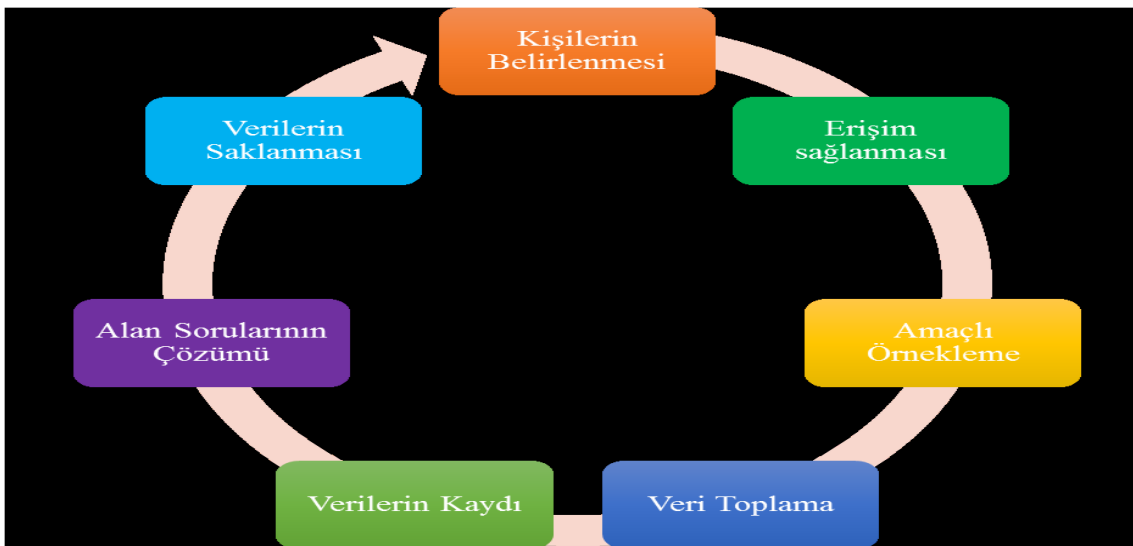 Kişilerin
Belirlenmesi
Erişim
sağlanması
Amaçlı
Örnekleme
Veri Toplama
Verilerin Kaydı
Alan Sorularının
Çözümü
Verilerin
Saklanması